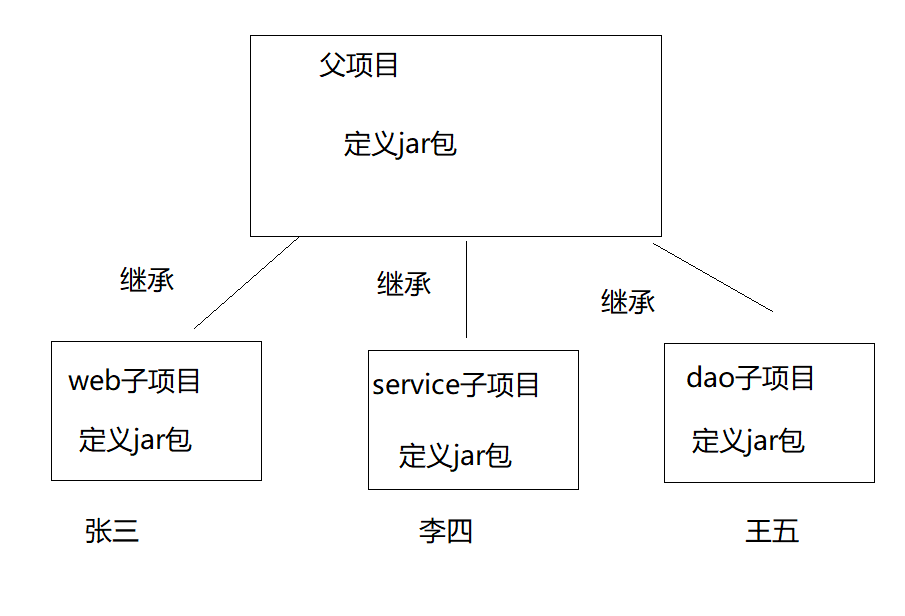 父项目
定义jar包
继承
继承
继承
web子项目
定义jar包
service子项目
定义jar包
dao子项目
定义jar包
张三
李四
王五